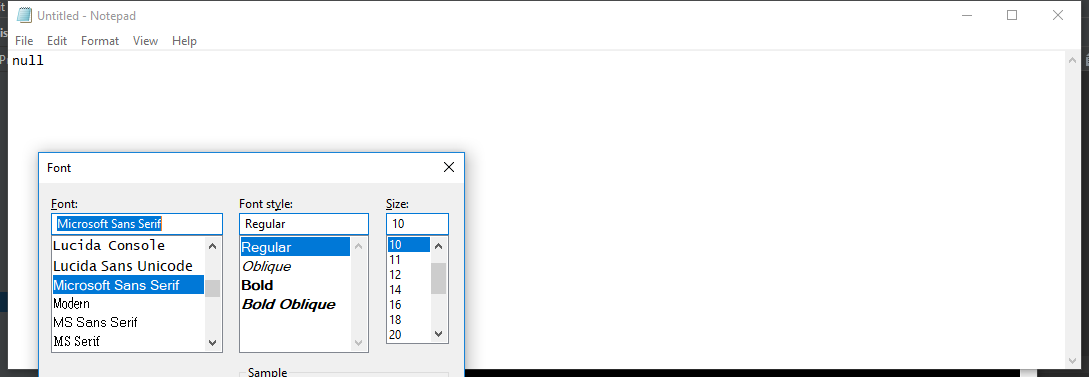 Untitled - Notepad
File Edit Format View Help
null
Font
Font: Font style: Size:
Microsoft Sans Serif Regular 10
Lucida Console
Lucida Sans Unicode
Microsoft Sans Serif
Modern
MS Sans Serif
MS Serif
Regular
Oblique
Bold
Bold Oblique
10
11
12
14
16
18
20
Sample